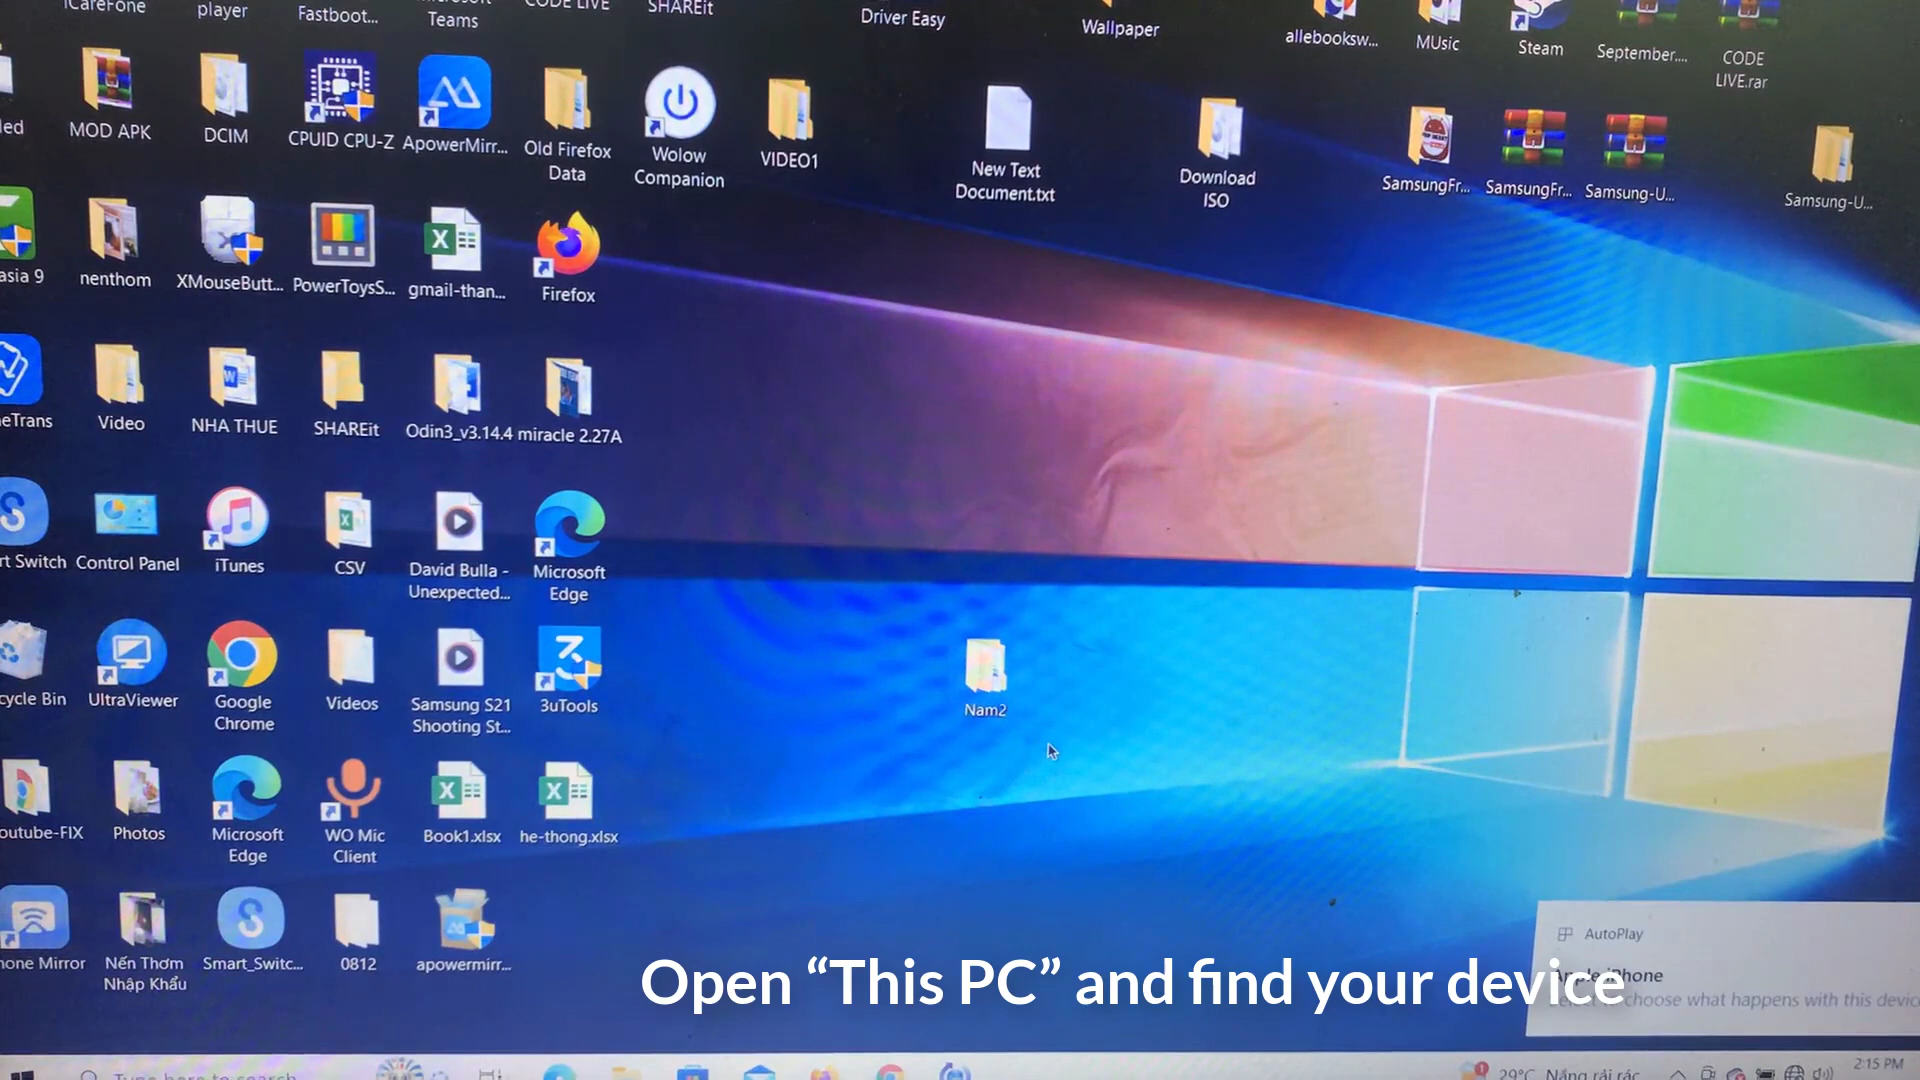 iCareFone
player
Fastboot...
Teams
CODE LIVE
SHAREit
Driver Easy
Wallpaper
allebooksw...
MUsic
Steam
September....
CODE
LIVE.rar
MOD APK
DCIM
CPUID CPU-Z
ApowerMirr...
Old Firefox
Data
Wolow
Companion
VIDEO1
New Text
Document.txt
Download
ISO
SamsungFr...
SamsungFr...
Samsung-U...
Samsung-U...
asia 9
nenthom
XMouseButt...
PowerToysS...
gmail-than...
Firefox
eTrans
Video
NHA THUE
SHAREit
Odin3_v3.14.4
miracle 2.27A
rt Switch
Control Panel
iTunes
CSV
David Bulla -
Unexpected...
Microsoft
Edge
cycle Bin
UltraViewer
Google
Chrome
Videos
Samsung S21
Shooting St...
3uTools
Nam2
outube-FIX
Photos
Microsoft
Edge
WO Mic
Client
Book1.xlsx
he-thong.xlsx
hone Mirror
Nến Thơm
Nhập Khẩu
Smart_Switc...
0812
apowermirr...
AutoPlay
Apple iPhone
Select to choose what happens with this devic
Open “This PC” and find your device
Type here to search
29°C Nắng rải rác
2:15 PM